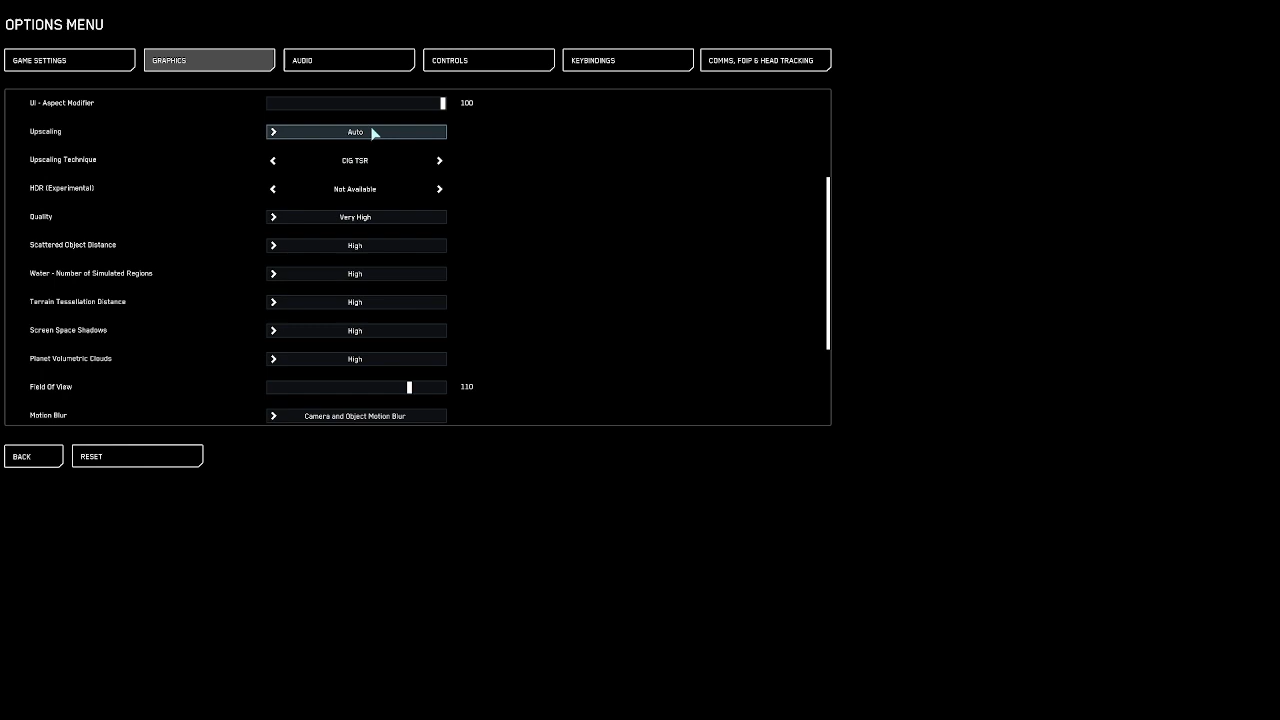 OPTIONS MENU
GAME SETTINGS GRAPHICS AUDIO CONTROLS KEYBINDINGS COMMS, FOIP & HEAD TRACKING
UI - Aspect Modifier 100
Upscaling Auto
Upscaling Technique CIG TSR
HDR (Experimental) Not Available
Quality Very High
Scattered Object Distance High
Water - Number of Simulated Regions High
Terrain Tessellation Distance High
Screen Space Shadows High
Planet Volumetric Clouds High
Field Of View 110
Motion Blur Camera and Object Motion Blur
BACK RESET